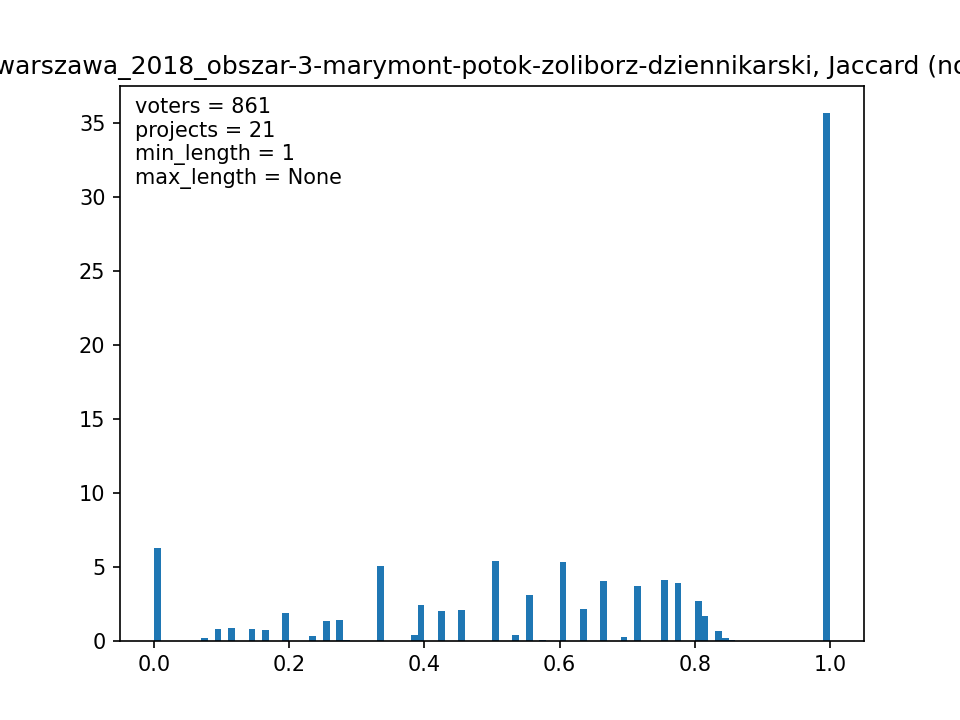 warszawa_2018_obszar-3-marymont-potok-zoliborz-dziennikarski, Jaccard (no
voters = 861
projects = 21
min_length = 1
max_length = None
35
30
25
20
15
10
5
0
0.0 0.2 0.4 0.6 0.8 1.0